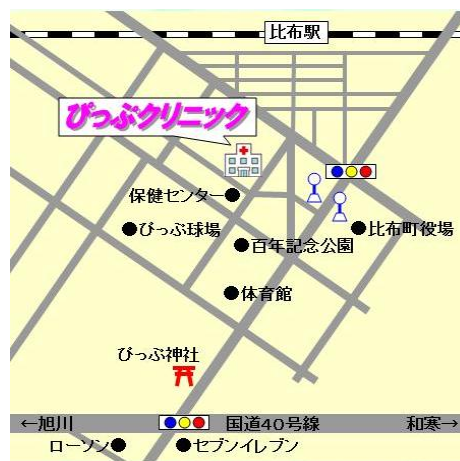 比布駅
ぴっぷクリニック
保健センター
ぴっぷ球場
比布町役場
百年記念公園
体育館
ぴっぷ神社
←旭川
国道40号線
和寒→
ローソン
セブンイレブン